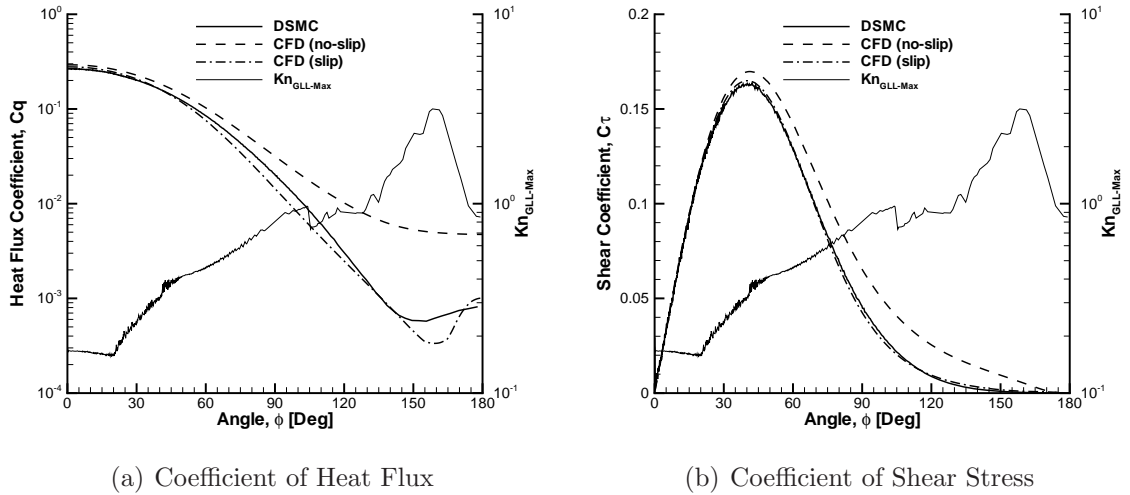 DSMC
CFD (no-slip)
CFD (slip)
Kn_GLL-Max
Heat Flux Coefficient, Cq
10^0
10^-1
10^-2
10^-3
10^-4
0 30 60 90 120 150 180
Angle, ϕ [Deg]
10^1
10^0
10^-1
Kn_GLL-Max
(a) Coefficient of Heat Flux
DSMC
CFD (no-slip)
CFD (slip)
Kn_GLL-Max
Shear Coefficient, Cτ
0.2
0.15
0.1
0.05
0
0 30 60 90 120 150 180
Angle, ϕ [Deg]
10^1
10^0
10^-1
Kn_GLL-Max
(b) Coefficient of Shear Stress